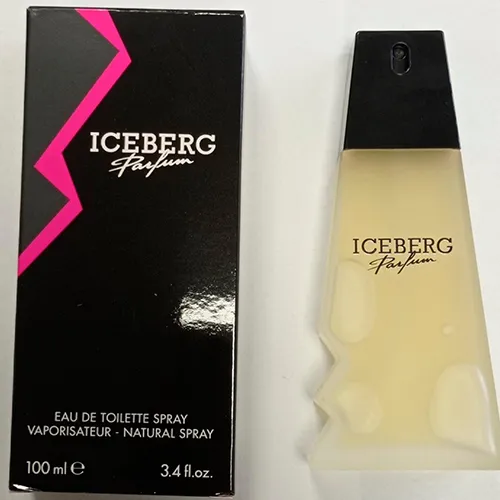 ICEBERG
Parfum
EAU DE TOILETTE SPRAY
VAPORISATEUR - NATURAL SPRAY
100 ml ℮ 3.4 fl.oz.
ICEBERG
Parfum